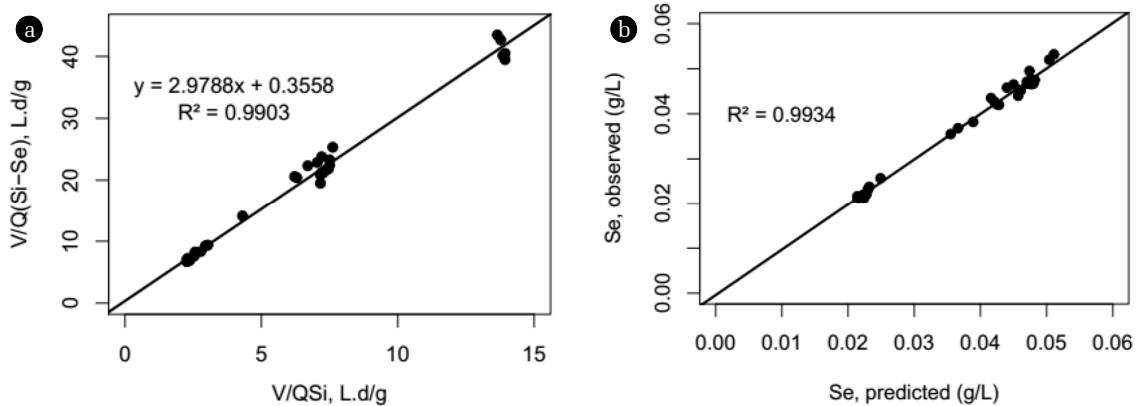 a
y = 2.9788x + 0.3558
R² = 0.9903
V/Q(Si−Se), L.d/g
0 10 20 30 40
0 5 10 15
V/QSi, L.d/g
b
R² = 0.9934
Se, observed (g/L)
0.00 0.02 0.04 0.06
0.00 0.01 0.02 0.03 0.04 0.05 0.06
Se, predicted (g/L)